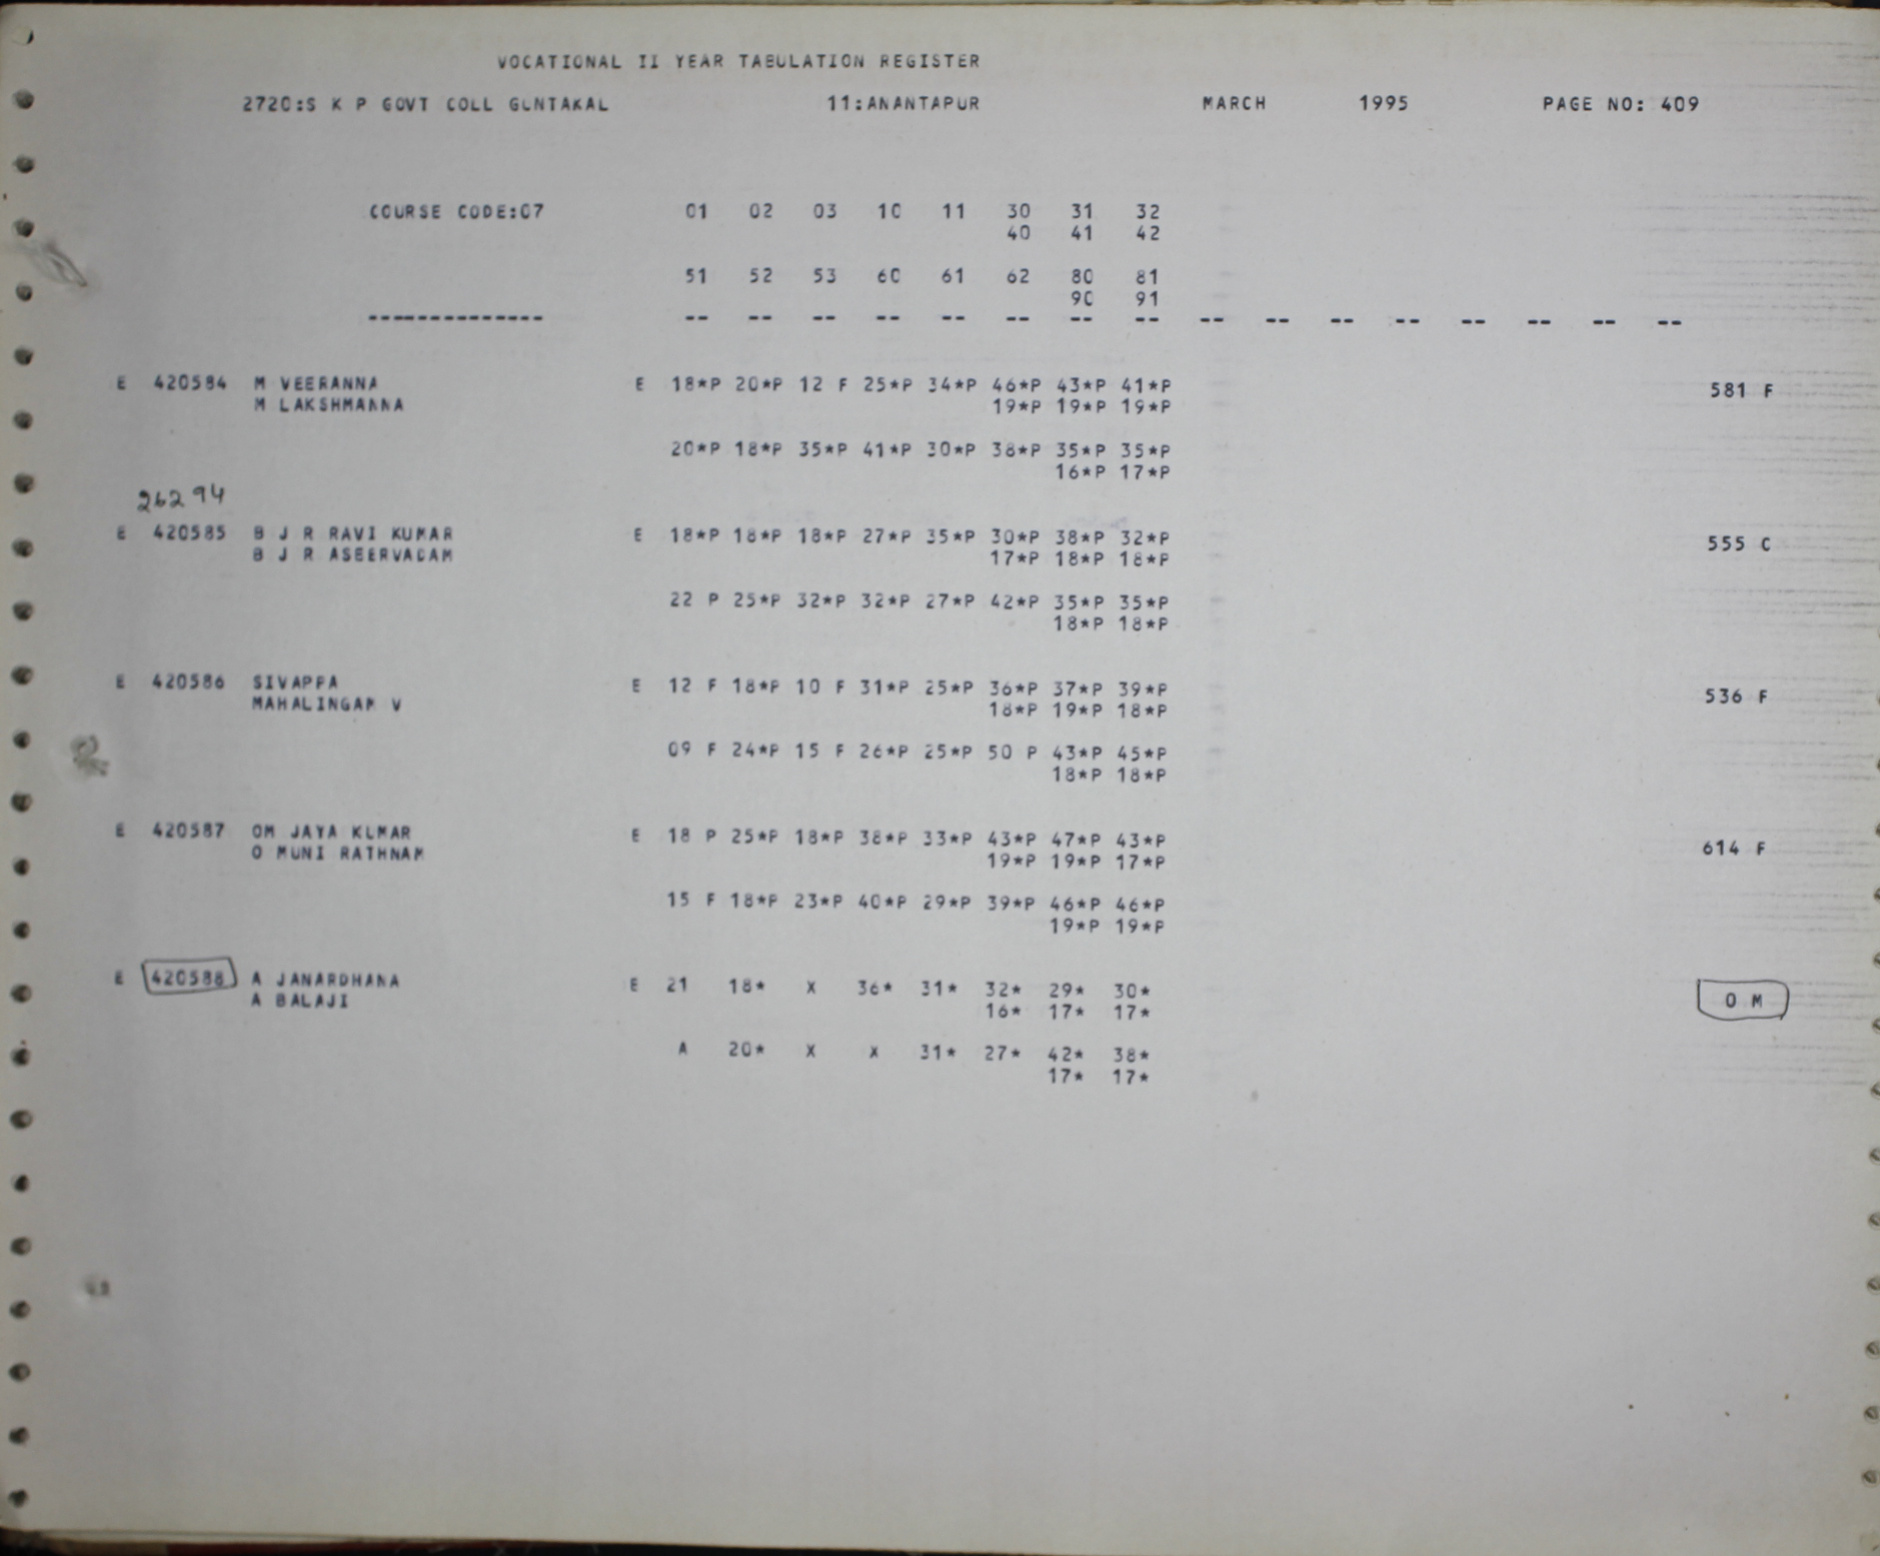 VOCATIONAL II YEAR TABULATION REGISTER
2720:S K P GOVT COLL GUNTAKAL 11:ANANTAPUR MARCH 1995 PAGE NO: 409
COURSE CODE:07 01 02 03 10 11 30 31 32
40 41 42
51 52 53 60 61 62 80 81
90 91
-------------- -- -- -- -- -- -- -- -- -- -- -- -- -- -- -- --
E 420584 M VEERANNA E 18*P 20*P 12 F 25*P 34*P 46*P 43*P 41*P 581 F
M LAKSHMANNA 19*P 19*P 19*P
20*P 18*P 35*P 41*P 30*P 38*P 35*P 35*P
16*P 17*P
26294
E 420585 B J R RAVI KUMAR E 18*P 18*P 18*P 27*P 35*P 30*P 38*P 32*P 555 C
B J R ASEERVADAM 17*P 18*P 18*P
22 P 25*P 32*P 32*P 27*P 42*P 35*P 35*P
18*P 18*P
E 420586 SIVAPPA E 12 F 18*P 10 F 31*P 25*P 36*P 37*P 39*P 536 F
MAHALINGAM V 18*P 19*P 18*P
09 F 24*P 15 F 26*P 25*P 50 P 43*P 45*P
18*P 18*P
E 420587 OM JAYA KUMAR E 18 P 25*P 18*P 38*P 33*P 43*P 47*P 43*P 614 F
O MUNI RATHNAM 19*P 19*P 17*P
15 F 18*P 23*P 40*P 29*P 39*P 46*P 46*P
19*P 19*P
E 420588 A JANARDHANA E 21 18* X 36* 31* 32* 29* 30* O M
A BALAJI 16* 17* 17*
A 20* X X 31* 27* 42* 38*
17* 17*